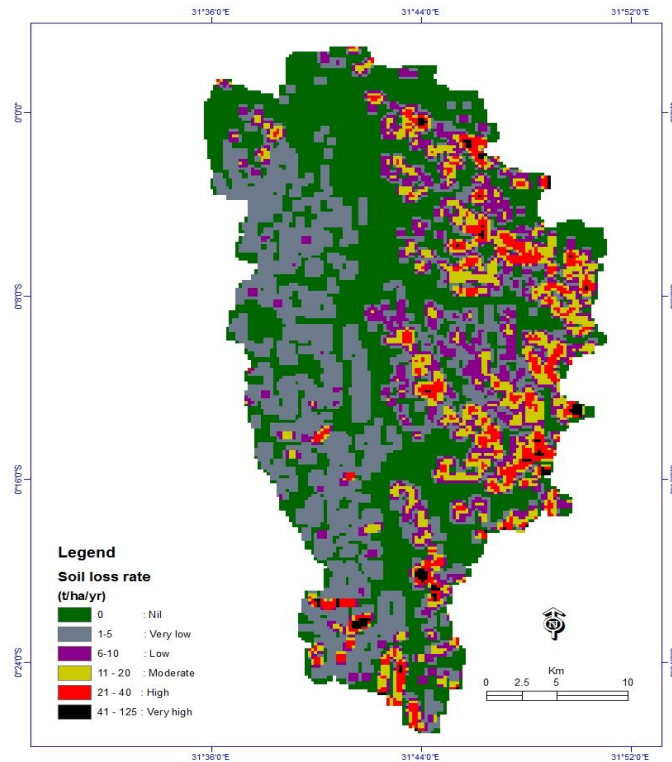 31°36'0"E 31°44'0"E 31°52'0"E
0°0'0"
0°8'0"S
0°16'0"S
0°24'0"S
Legend
Soil loss rate
(t/ha/yr)
0 : Nil
1-5 : Very low
6-10 : Low
11 - 20 : Moderate
21 - 40 : High
41 - 125 : Very high
N
Km
0 2.5 5 10
31°36'0"E 31°44'0"E 31°52'0"E